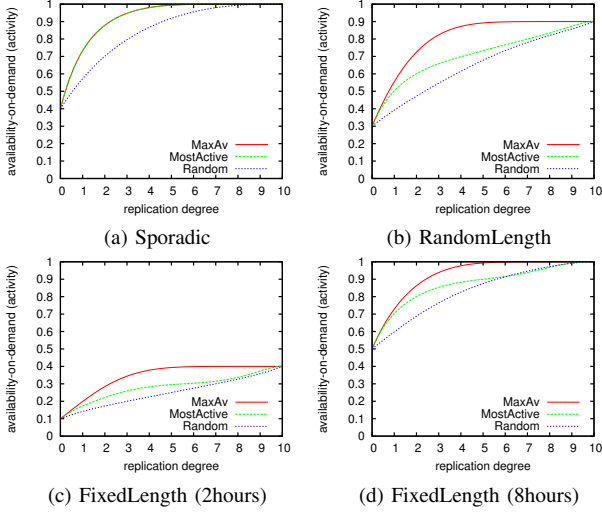 availability-on-demand (activity)
1
0.9
0.8
0.7
0.6
0.5
0.4
0.3
0.2
0.1
0
MaxAv
MostActive
Random
0 1 2 3 4 5 6 7 8 9 10
replication degree
(a) Sporadic
availability-on-demand (activity)
1
0.9
0.8
0.7
0.6
0.5
0.4
0.3
0.2
0.1
0
MaxAv
MostActive
Random
0 1 2 3 4 5 6 7 8 9 10
replication degree
(b) RandomLength
availability-on-demand (activity)
1
0.9
0.8
0.7
0.6
0.5
0.4
0.3
0.2
0.1
0
MaxAv
MostActive
Random
0 1 2 3 4 5 6 7 8 9 10
replication degree
(c) FixedLength (2hours)
availability-on-demand (activity)
1
0.9
0.8
0.7
0.6
0.5
0.4
0.3
0.2
0.1
0
MaxAv
MostActive
Random
0 1 2 3 4 5 6 7 8 9 10
replication degree
(d) FixedLength (8hours)